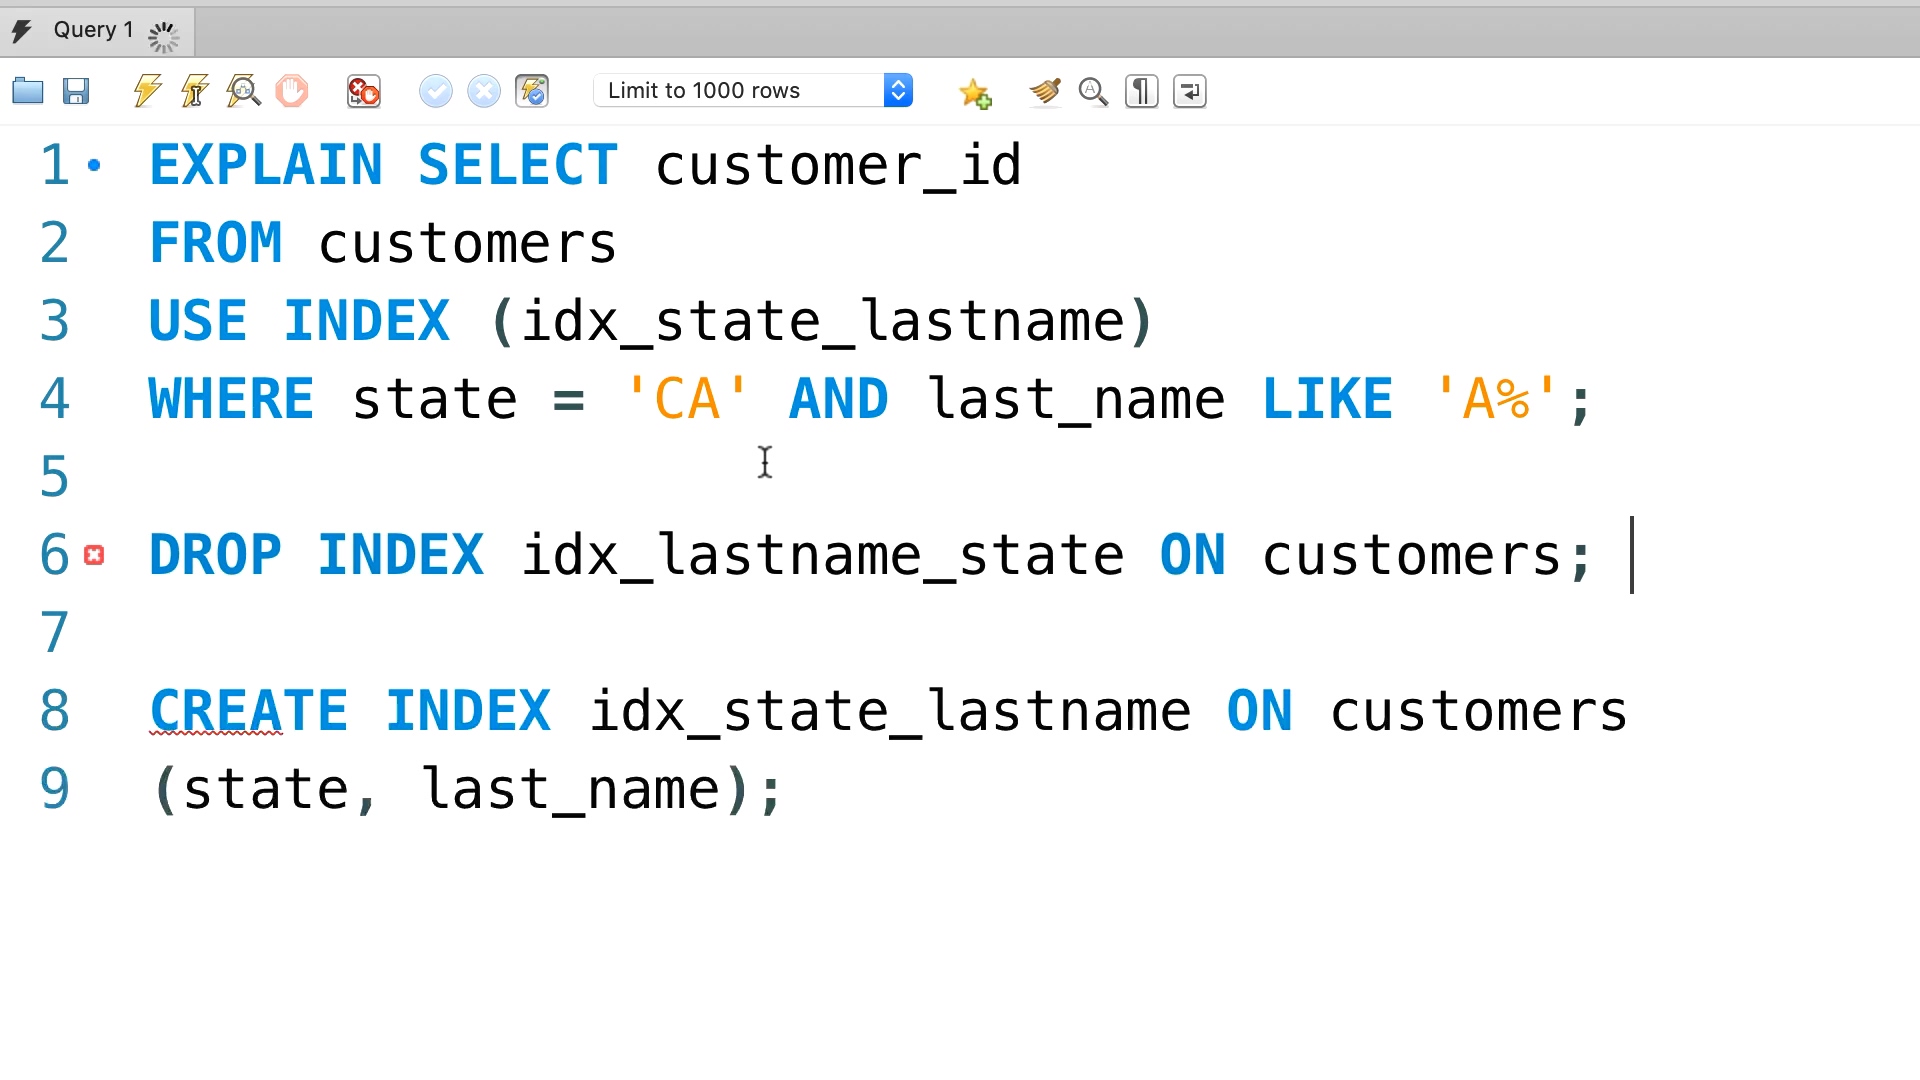 Query 1
Limit to 1000 rows
1 EXPLAIN SELECT customer_id
2 FROM customers
3 USE INDEX (idx_state_lastname)
4 WHERE state = 'CA' AND last_name LIKE 'A%';
5
6 DROP INDEX idx_lastname_state ON customers;
7
8 CREATE INDEX idx_state_lastname ON customers
9 (state, last_name);